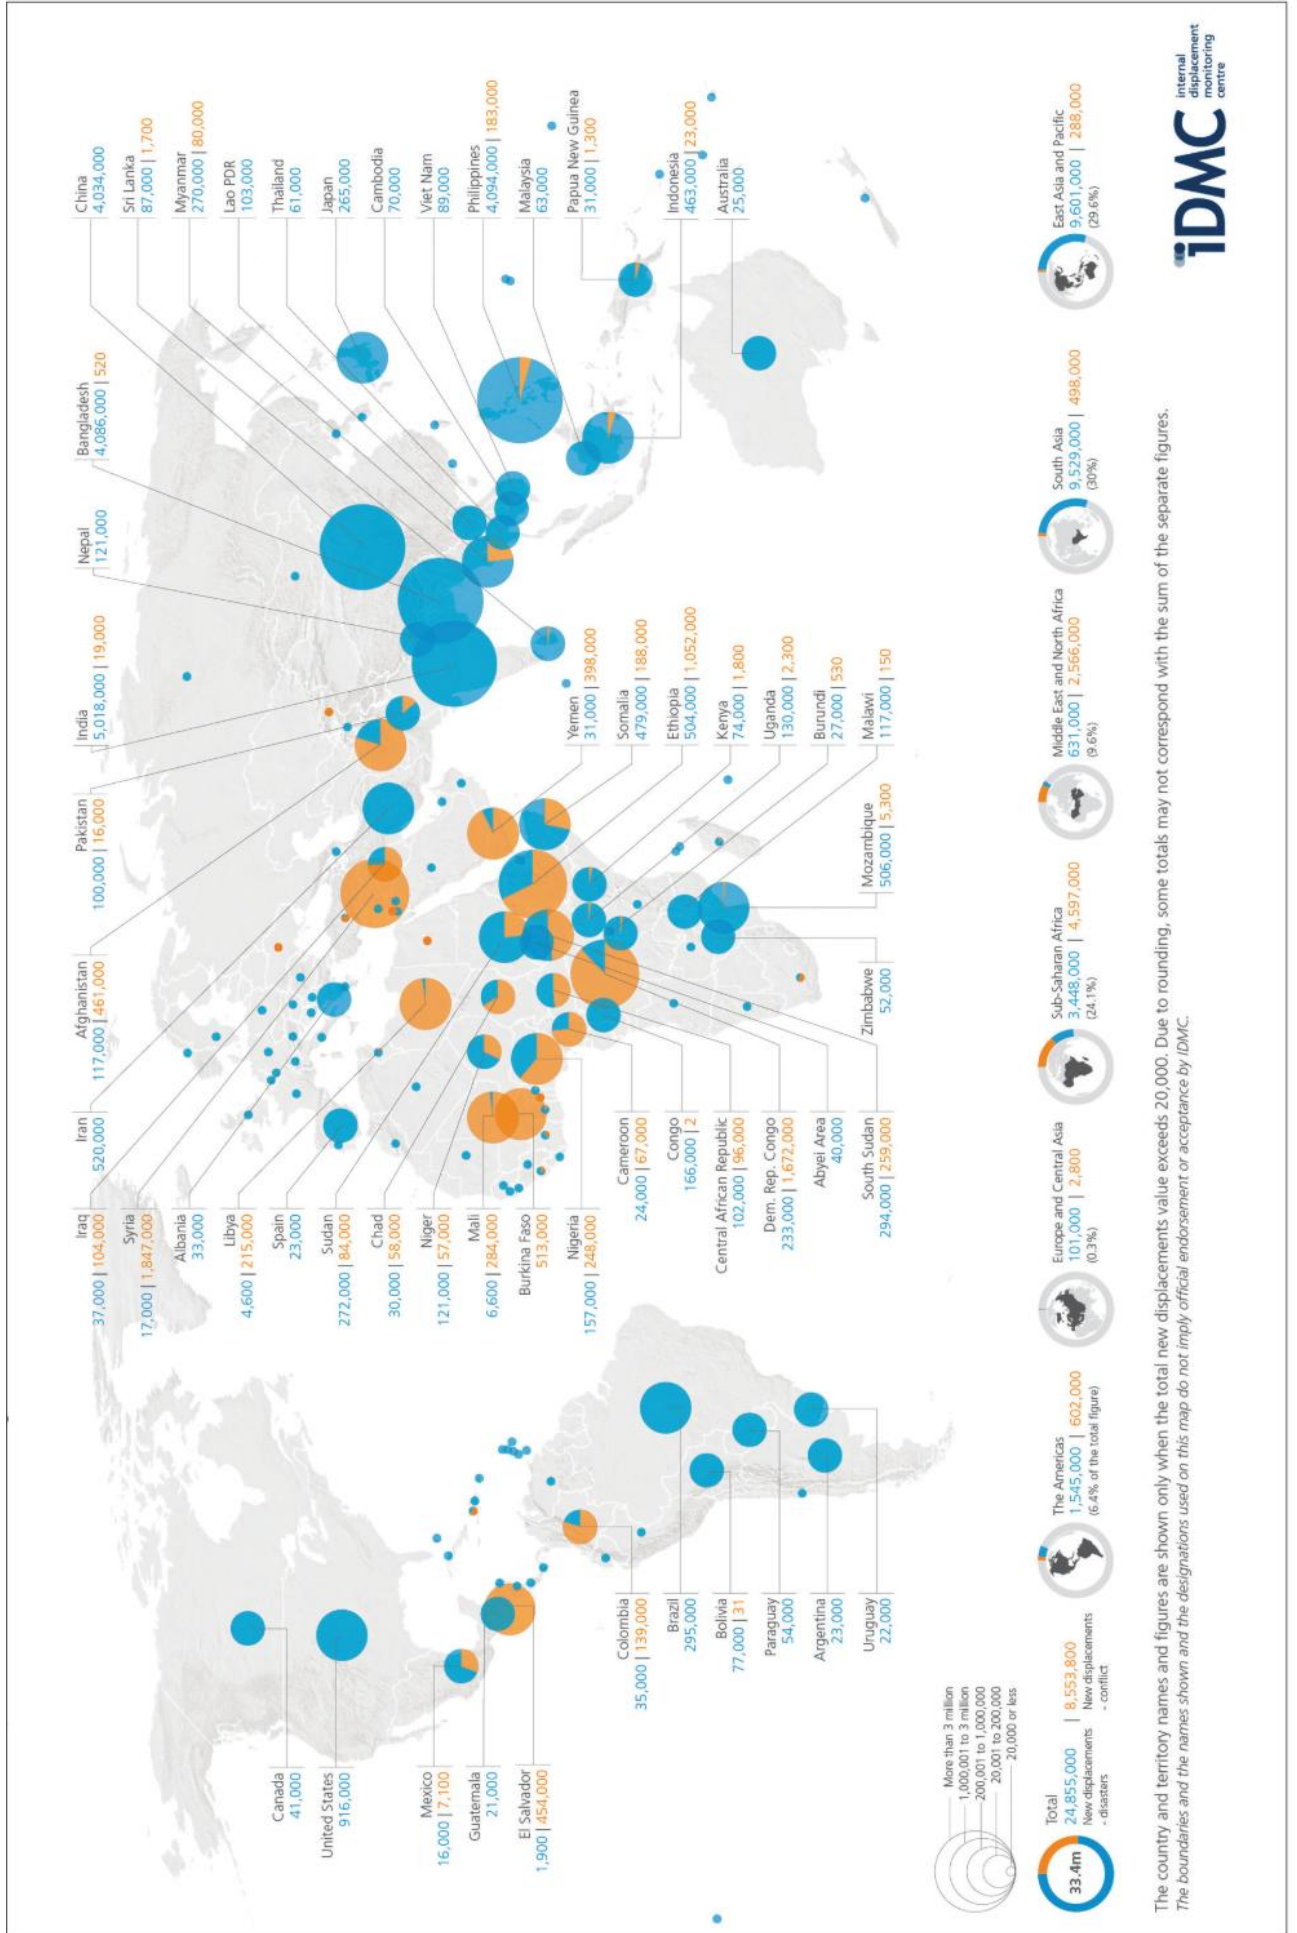 Canada
41,000
United States
916,000
Mexico
16,000 | 7,100
Guatemala
21,000
El Salvador
1,900 | 454,000
Colombia
35,000 | 139,000
Brazil
295,000
Bolivia
77,000 | 31
Paraguay
54,000
Argentina
23,000
Uruguay
22,000
Iraq
37,000 | 104,000
Syria
17,000 | 1,847,000
Albania
33,000
Libya
4,600 | 215,000
Spain
23,000
Sudan
272,000 | 84,000
Chad
30,000 | 58,000
Niger
121,000 | 57,000
Mali
6,600 | 284,000
Burkina Faso
513,000
Nigeria
157,000 | 248,000
Cameroon
24,000 | 67,000
Congo
166,000 | 2
Central African Republic
102,000 | 96,000
Dem. Rep. Congo
233,000 | 1,672,000
Abyei Area
40,000
South Sudan
294,000 | 259,000
Iran
520,000
Afghanistan
117,000 | 461,000
Pakistan
100,000 | 16,000
India
5,018,000 | 19,000
Nepal
121,000
Bangladesh
4,086,000 | 520
Zimbabwe
52,000
Mozambique
506,000 | 5,300
Yemen
31,000 | 398,000
Somalia
479,000 | 188,000
Ethiopia
504,000 | 1,052,000
Kenya
74,000 | 1,800
Uganda
130,000 | 2,300
Burundi
27,000 | 530
Malawi
117,000 | 150
China
4,034,000
Sri Lanka
87,000 | 1,700
Myanmar
270,000 | 80,000
Lao PDR
103,000
Thailand
61,000
Japan
265,000
Cambodia
70,000
Viet Nam
89,000
Philippines
4,094,000 | 183,000
Malaysia
63,000
Papua New Guinea
31,000 | 1,300
Indonesia
463,000 | 23,000
Australia
25,000
More than 3 million
1,000,001 to 3 million
200,001 to 1,000,000
20,001 to 200,000
20,000 or less
33.4m
Total
24,855,000 | 8,553,800
New displacements - disasters
New displacements - conflict
The Americas
1,545,000 | 602,000
(6.4% of the total figure)
Europe and Central Asia
101,000 | 2,800
(0.3%)
Sub-Saharan Africa
3,448,000 | 4,597,000
(24.1%)
Middle East and North Africa
631,000 | 2,566,000
(9.6%)
South Asia
9,529,000 | 498,000
(30%)
East Asia and Pacific
9,601,000 | 288,000
(29.6%)
The country and territory names and figures are shown only when the total new displacements value exceeds 20,000. Due to rounding, some totals may not correspond with the sum of the separate figures.
The boundaries and the names shown and the designations used on this map do not imply official endorsement or acceptance by IDMC.
iDMC
internal
displacement
monitoring
centre